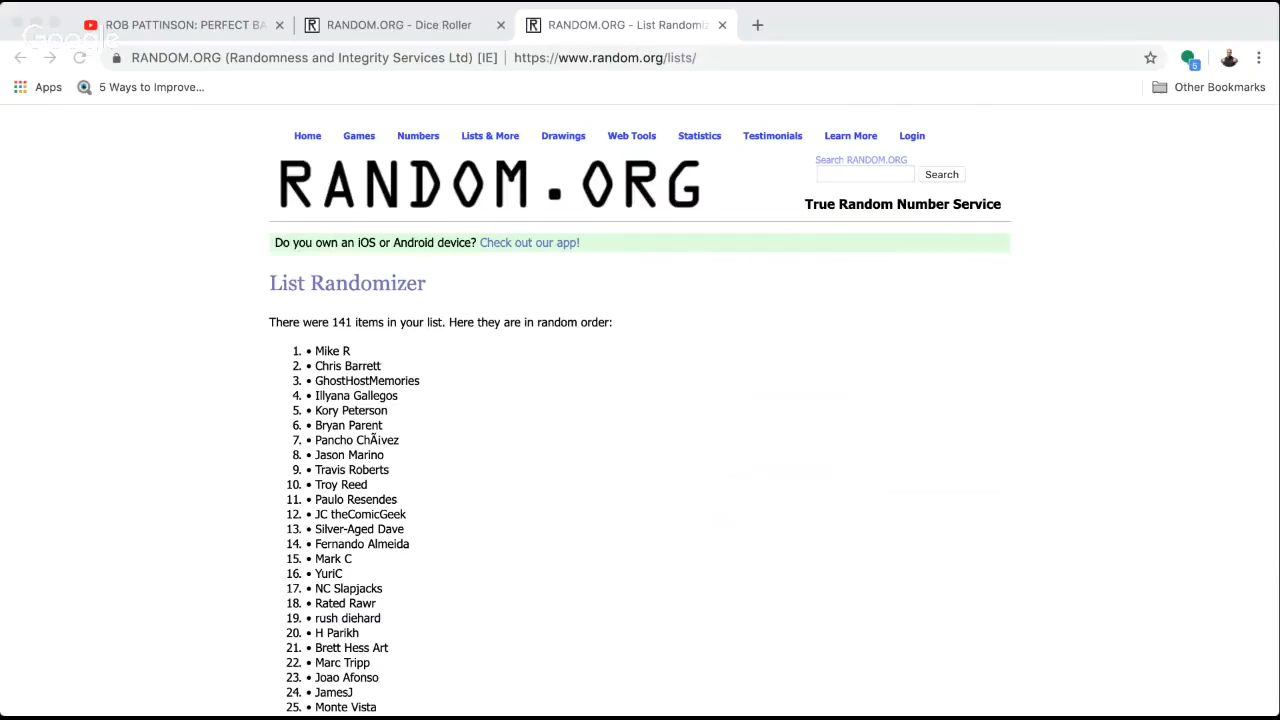 ROB PATTINSON: PERFECT BA
RANDOM.ORG - Dice Roller
RANDOM.ORG - List Randomiz
Google
RANDOM.ORG (Randomness and Integrity Services Ltd) [IE] | https://www.random.org/lists/
5
Apps
5 Ways to Improve...
Other Bookmarks
Home Games Numbers Lists & More Drawings Web Tools Statistics Testimonials Learn More Login
RANDOM.ORG
Search RANDOM.ORG
Search
True Random Number Service
Do you own an iOS or Android device? Check out our app!
List Randomizer
There were 141 items in your list. Here they are in random order:
1. • Mike R
2. • Chris Barrett
3. • GhostHostMemories
4. • Illyana Gallegos
5. • Kory Peterson
6. • Bryan Parent
7. • Pancho ChÃ¡vez
8. • Jason Marino
9. • Travis Roberts
10. • Troy Reed
11. • Paulo Resendes
12. • JC theComicGeek
13. • Silver-Aged Dave
14. • Fernando Almeida
15. • Mark C
16. • YuriC
17. • NC Slapjacks
18. • Rated Rawr
19. • rush diehard
20. • H Parikh
21. • Brett Hess Art
22. • Marc Tripp
23. • Joao Afonso
24. • JamesJ
25. • Monte Vista